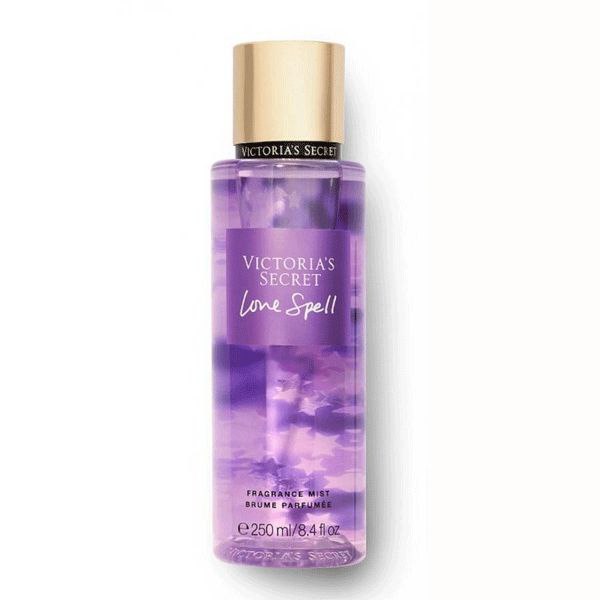 VICTORIA'S SECRET
VICTORIA'S
SECRET
Love Spell
FRAGRANCE MIST
BRUME PARFUMÉE
℮ 250 ml/8.4 fl oz
VICTORIA'S SECRET